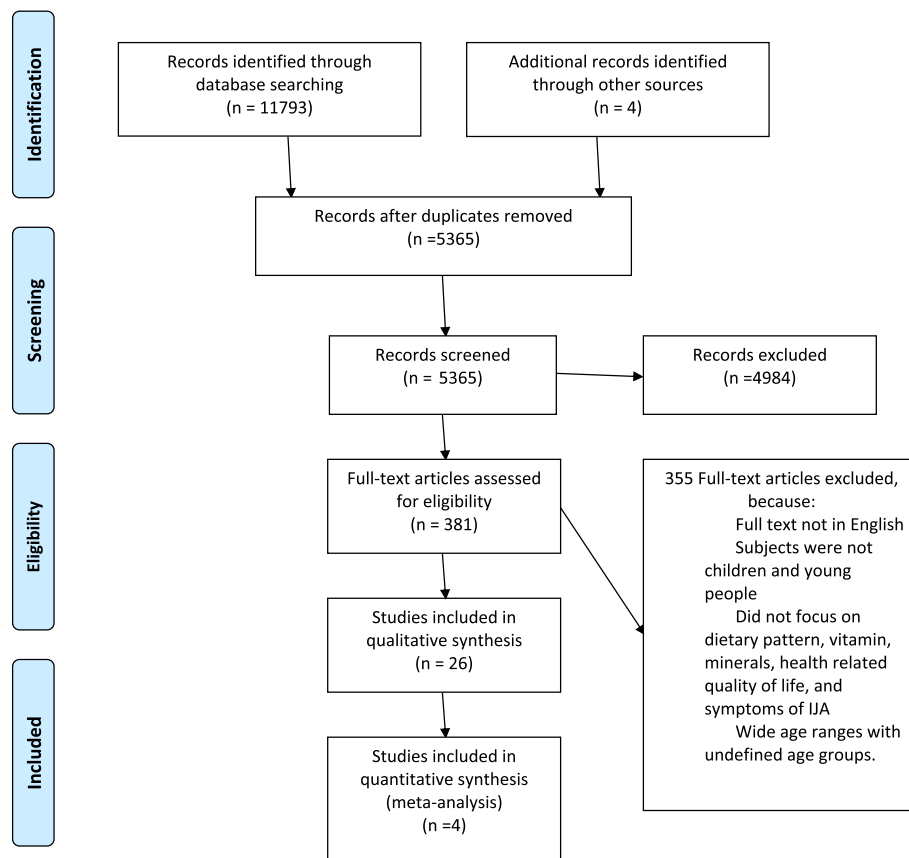 Identification
Records identified through
database searching
(n = 11793)
Additional records identified
through other sources
(n = 4)
Records after duplicates removed
(n =5365)
Screening
Records screened
(n = 5365)
Records excluded
(n =4984)
Eligibility
Full-text articles assessed
for eligibility
(n = 381)
355 Full-text articles excluded,
because:
Full text not in English
Subjects were not
children and young
people
Did not focus on
dietary pattern, vitamin,
minerals, health related
quality of life, and
symptoms of IJA
Wide age ranges with
undefined age groups.
Studies included in
qualitative synthesis
(n = 26)
Included
Studies included in
quantitative synthesis
(meta-analysis)
(n =4)